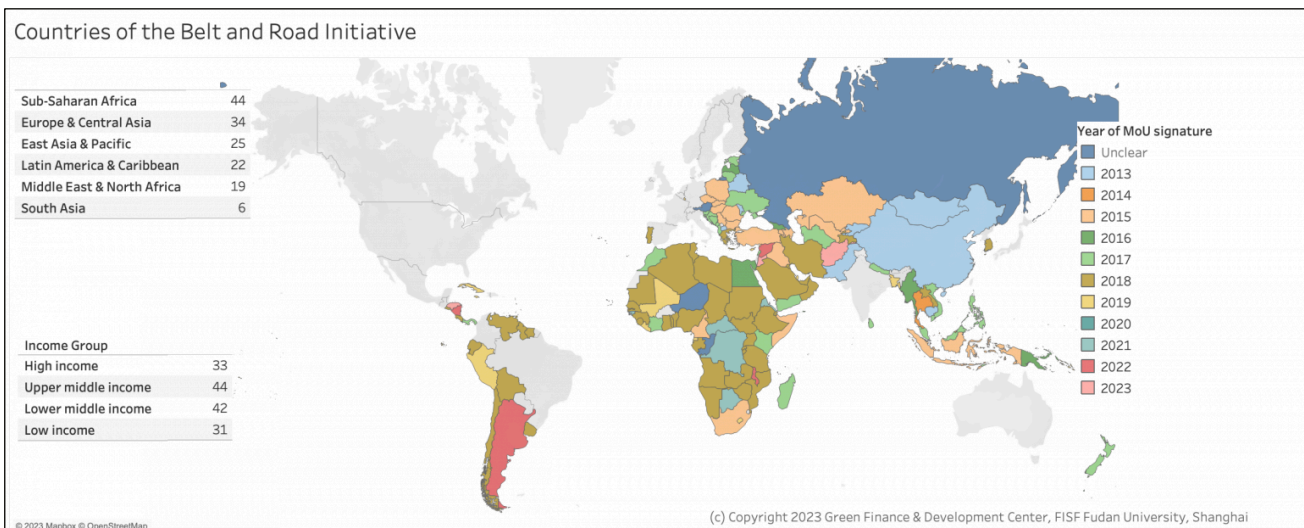 Countries of the Belt and Road Initiative
Sub-Saharan Africa 44
Europe & Central Asia 34
East Asia & Pacific 25
Latin America & Caribbean 22
Middle East & North Africa 19
South Asia 6
Income Group
High income 33
Upper middle income 44
Lower middle income 42
Low income 31
Year of MoU signature
Unclear
2013
2014
2015
2016
2017
2018
2019
2020
2021
2022
2023
© 2023 Mapbox © OpenStreetMap
(c) Copyright 2023 Green Finance & Development Center, FISF Fudan University, Shanghai